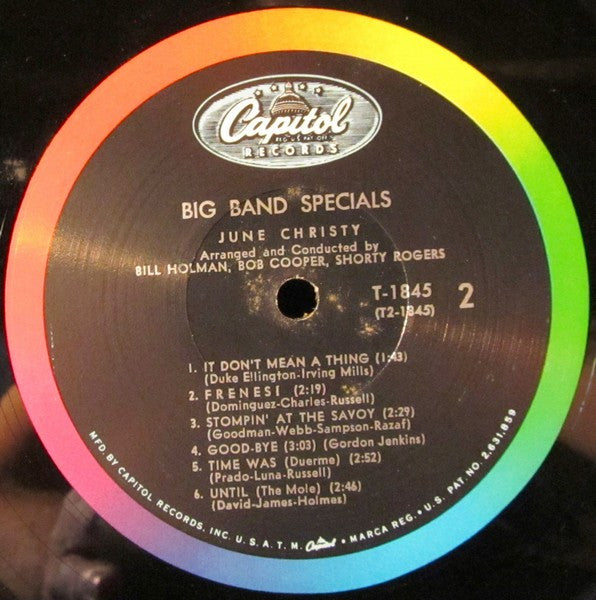 Capitol
REG. U.S. PAT. OFF.
RECORDS
BIG BAND SPECIALS
JUNE CHRISTY
Arranged and Conducted by
BILL HOLMAN, BOB COOPER, SHORTY ROGERS
T-1845 2
(T2-1845)
1. IT DON'T MEAN A THING (1:43)
(Duke Ellington-Irving Mills)
2. FRENESI (2:19)
(Dominguez-Charles-Russell)
3. STOMPIN' AT THE SAVOY (2:29)
(Goodman-Webb-Sampson-Razaf)
4. GOOD-BYE (3:03) (Gordon Jenkins)
5 TIME WAS (Duerme) (2:52)
(Prado-Luna-Russell)
6. UNTIL (The Mole) (2:46)
(David-James-Holmes)
MFD. BY CAPITOL RECORDS, INC. U.S.A. T.M. Capitol • MARCA REG. • U.S. PAT. NO. 2,631,859